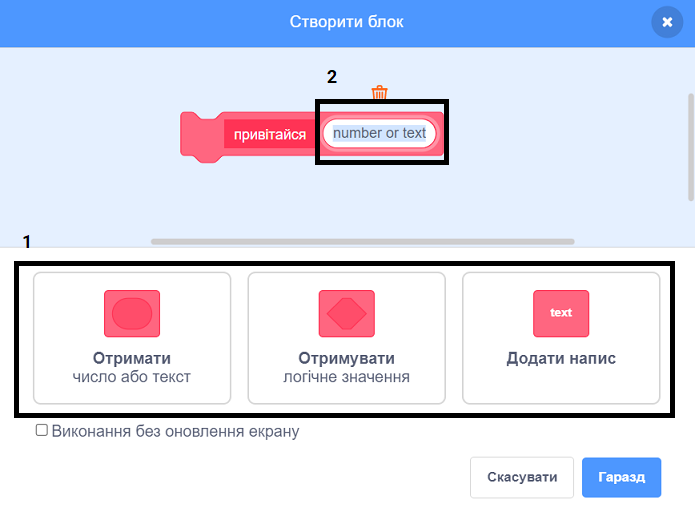 Створити блок
2
привітайся number or text
1
text
Отримати
число або текст
Отримувати
логічне значення
Додати напис
Виконання без оновлення екрану
Скасувати
Гаразд